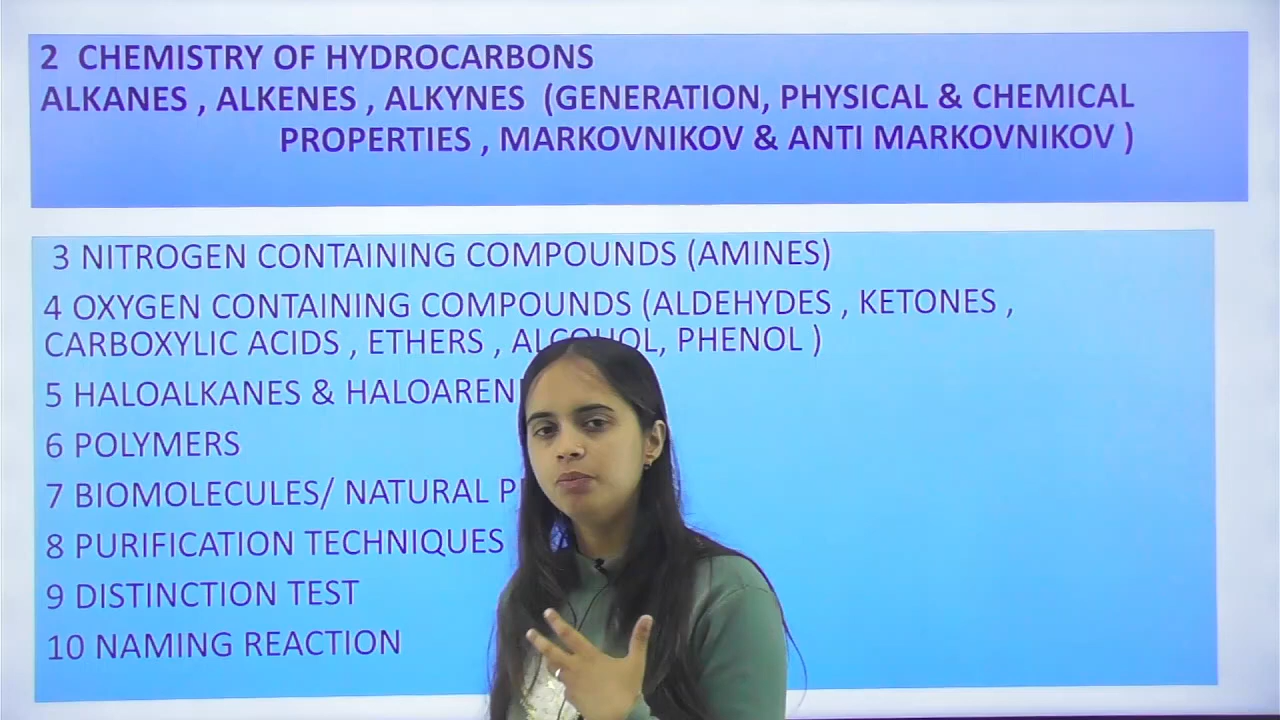 2 CHEMISTRY OF HYDROCARBONS
ALKANES , ALKENES , ALKYNES (GENERATION, PHYSICAL & CHEMICAL
PROPERTIES , MARKOVNIKOV & ANTI MARKOVNIKOV )
3 NITROGEN CONTAINING COMPOUNDS (AMINES)
4 OXYGEN CONTAINING COMPOUNDS (ALDEHYDES , KETONES ,
CARBOXYLIC ACIDS , ETHERS , ALCOHOL, PHENOL )
5 HALOALKANES &
6 POLYMERS
7 BIOMOLECULES/ NATURAL
8 PURIFICATION TECHNIQUES
9 DISTINCTION TEST
10 NAMING REACTION